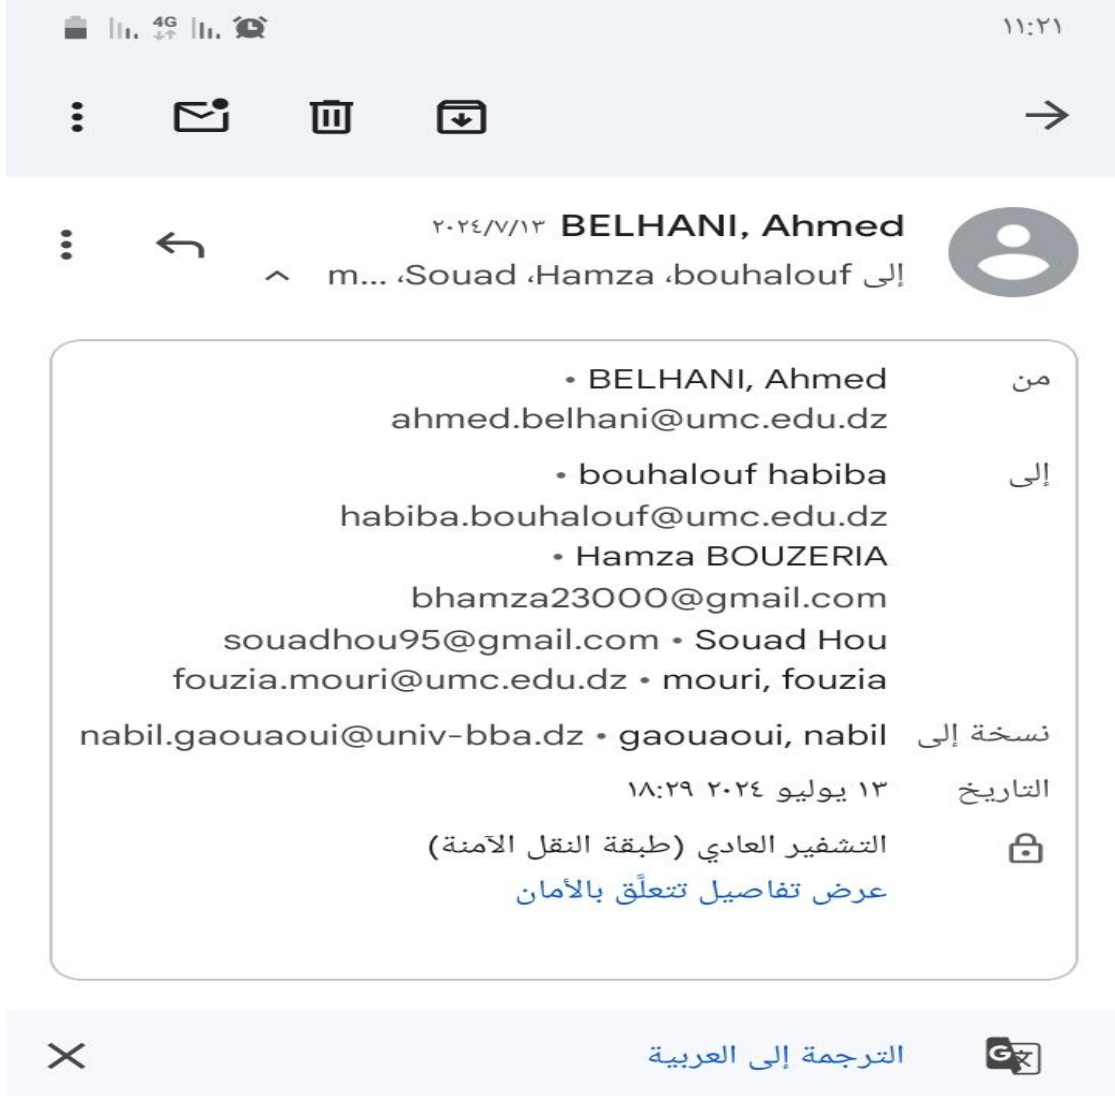 4G
١١:٢١
BELHANI, Ahmed ٢٠٢٤/٧/١٣
إلى bouhalouf، Hamza، Souad، ...m
من
BELHANI, Ahmed •
ahmed.belhani@umc.edu.dz
إلى
bouhalouf habiba •
habiba.bouhalouf@umc.edu.dz
Hamza BOUZERIA •
bhamza23000@gmail.com
Souad Hou • souadhou95@gmail.com
mouri, fouzia • fouzia.mouri@umc.edu.dz
نسخة إلى gaouaoui, nabil • nabil.gaouaoui@univ-bba.dz
التاريخ ١٣ يوليو ٢٠٢٤ ١٨:٢٩
التشفير العادي (طبقة النقل الآمنة)
عرض تفاصيل تتعلَّق بالأمان
الترجمة إلى العربية